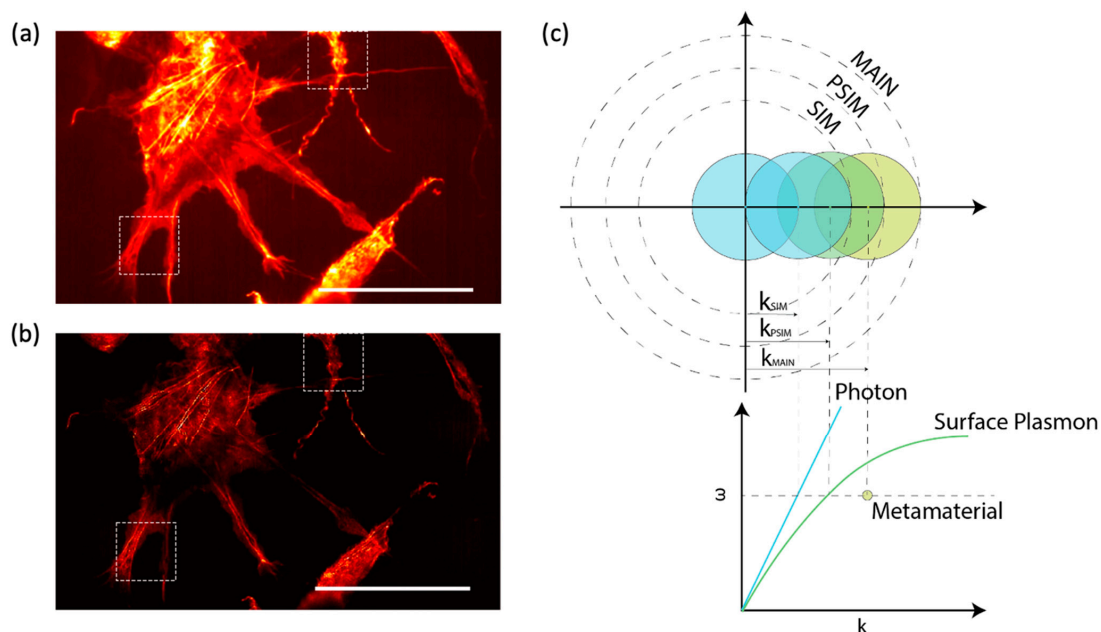 (a)
(b)
(c)
MAIN
PSIM
SIM
kSIM
kPSIM
kMAIN
Photon
Surface Plasmon
ω
Metamaterial
k